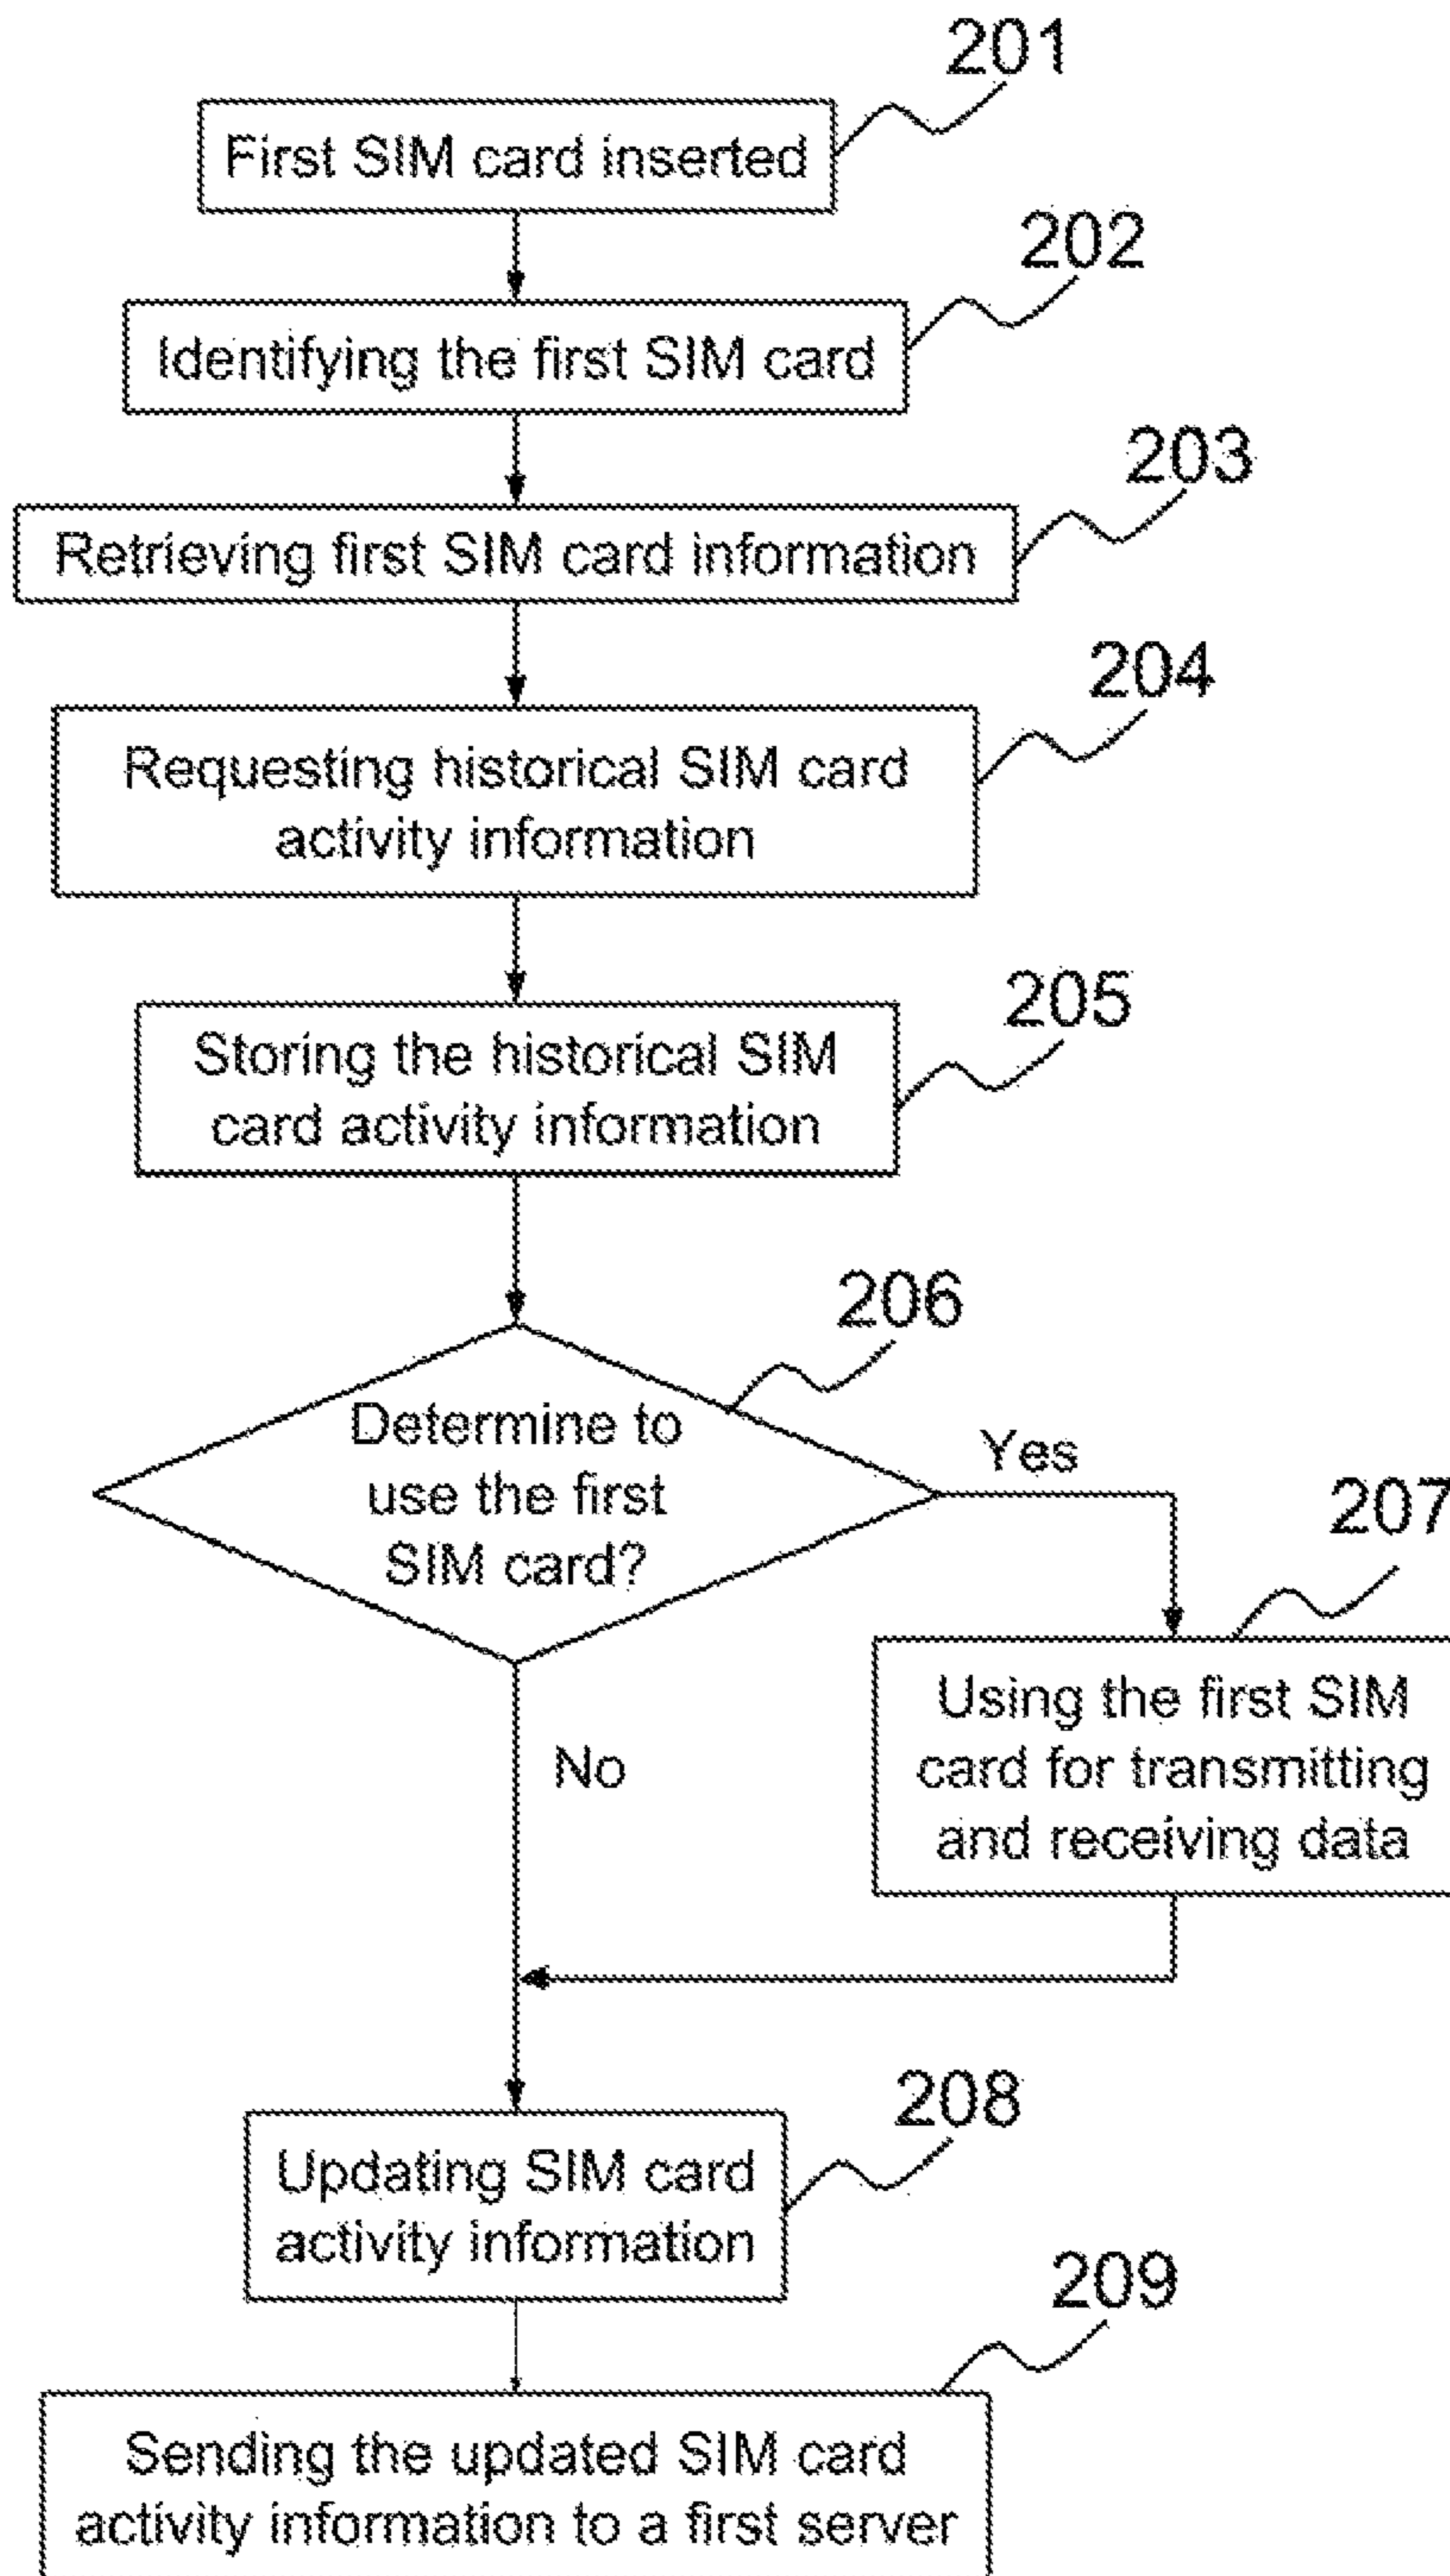 201
First SIM card inserted
202
Identifying the first SIM card
203
Retrieving first SIM card information
204
Requesting historical SIM card
activity information
205
Storing the historical SIM
card activity information
206
Determine to
use the first
SIM card?
Yes
207
Using the first SIM
card for transmitting
and receiving data
No
208
Updating SIM card
activity information
209
Sending the updated SIM card
activity information to a first server